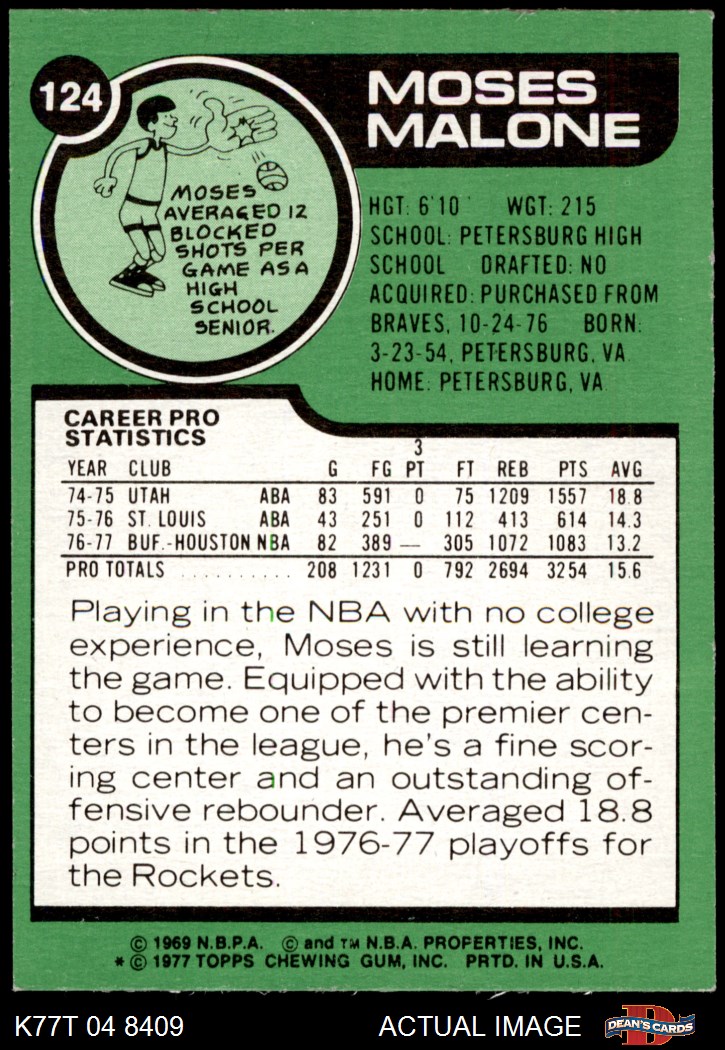 124
MOSES
MALONE
MOSES
AVERAGED 12
BLOCKED
SHOTS PER
GAME AS A
HIGH
SCHOOL
SENIOR.
HGT: 6'10" WGT: 215
SCHOOL: PETERSBURG HIGH
SCHOOL DRAFTED: NO
ACQUIRED: PURCHASED FROM
BRAVES, 10-24-76 BORN:
3-23-54, PETERSBURG, VA.
HOME: PETERSBURG, VA.
CAREER PRO
STATISTICS
YEAR CLUB G FG 3 PT FT REB PTS AVG
74-75 UTAH ABA 83 591 0 75 1209 1557 18.8
75-76 ST. LOUIS ABA 43 251 0 112 413 614 14.3
76-77 BUF.-HOUSTON NBA 82 389 — 305 1072 1083 13.2
PRO TOTALS .......... 208 1231 0 792 2694 3254 15.6
Playing in the NBA with no college
experience, Moses is still learning
the game. Equipped with the ability
to become one of the premier cen-
ters in the league, he's a fine scor-
ing center and an outstanding of-
fensive rebounder. Averaged 18.8
points in the 1976-77 playoffs for
the Rockets.
© 1969 N.B.P.A. © and TM N.B.A. PROPERTIES, INC.
* © 1977 TOPPS CHEWING GUM, INC. PRTD. IN U.S.A.
K77T 04 8409 ACTUAL IMAGE D DEAN'S CARDS